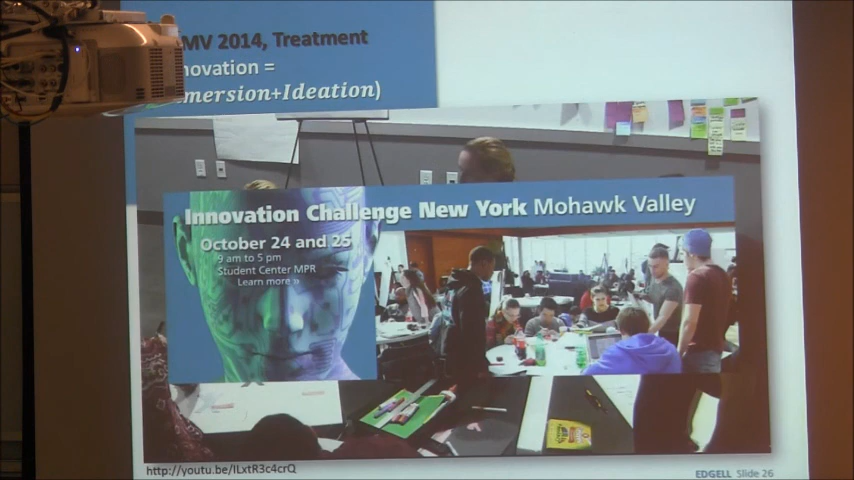 MV 2014, Treatment
novation =
mersion+Ideation)
Innovation Challenge New York Mohawk Valley
October 24 and 25
9 am to 5 pm
Student Center MPR
Learn more »
http://youtu.be/ILxtR3c4crQ
EDGELL Slide 26